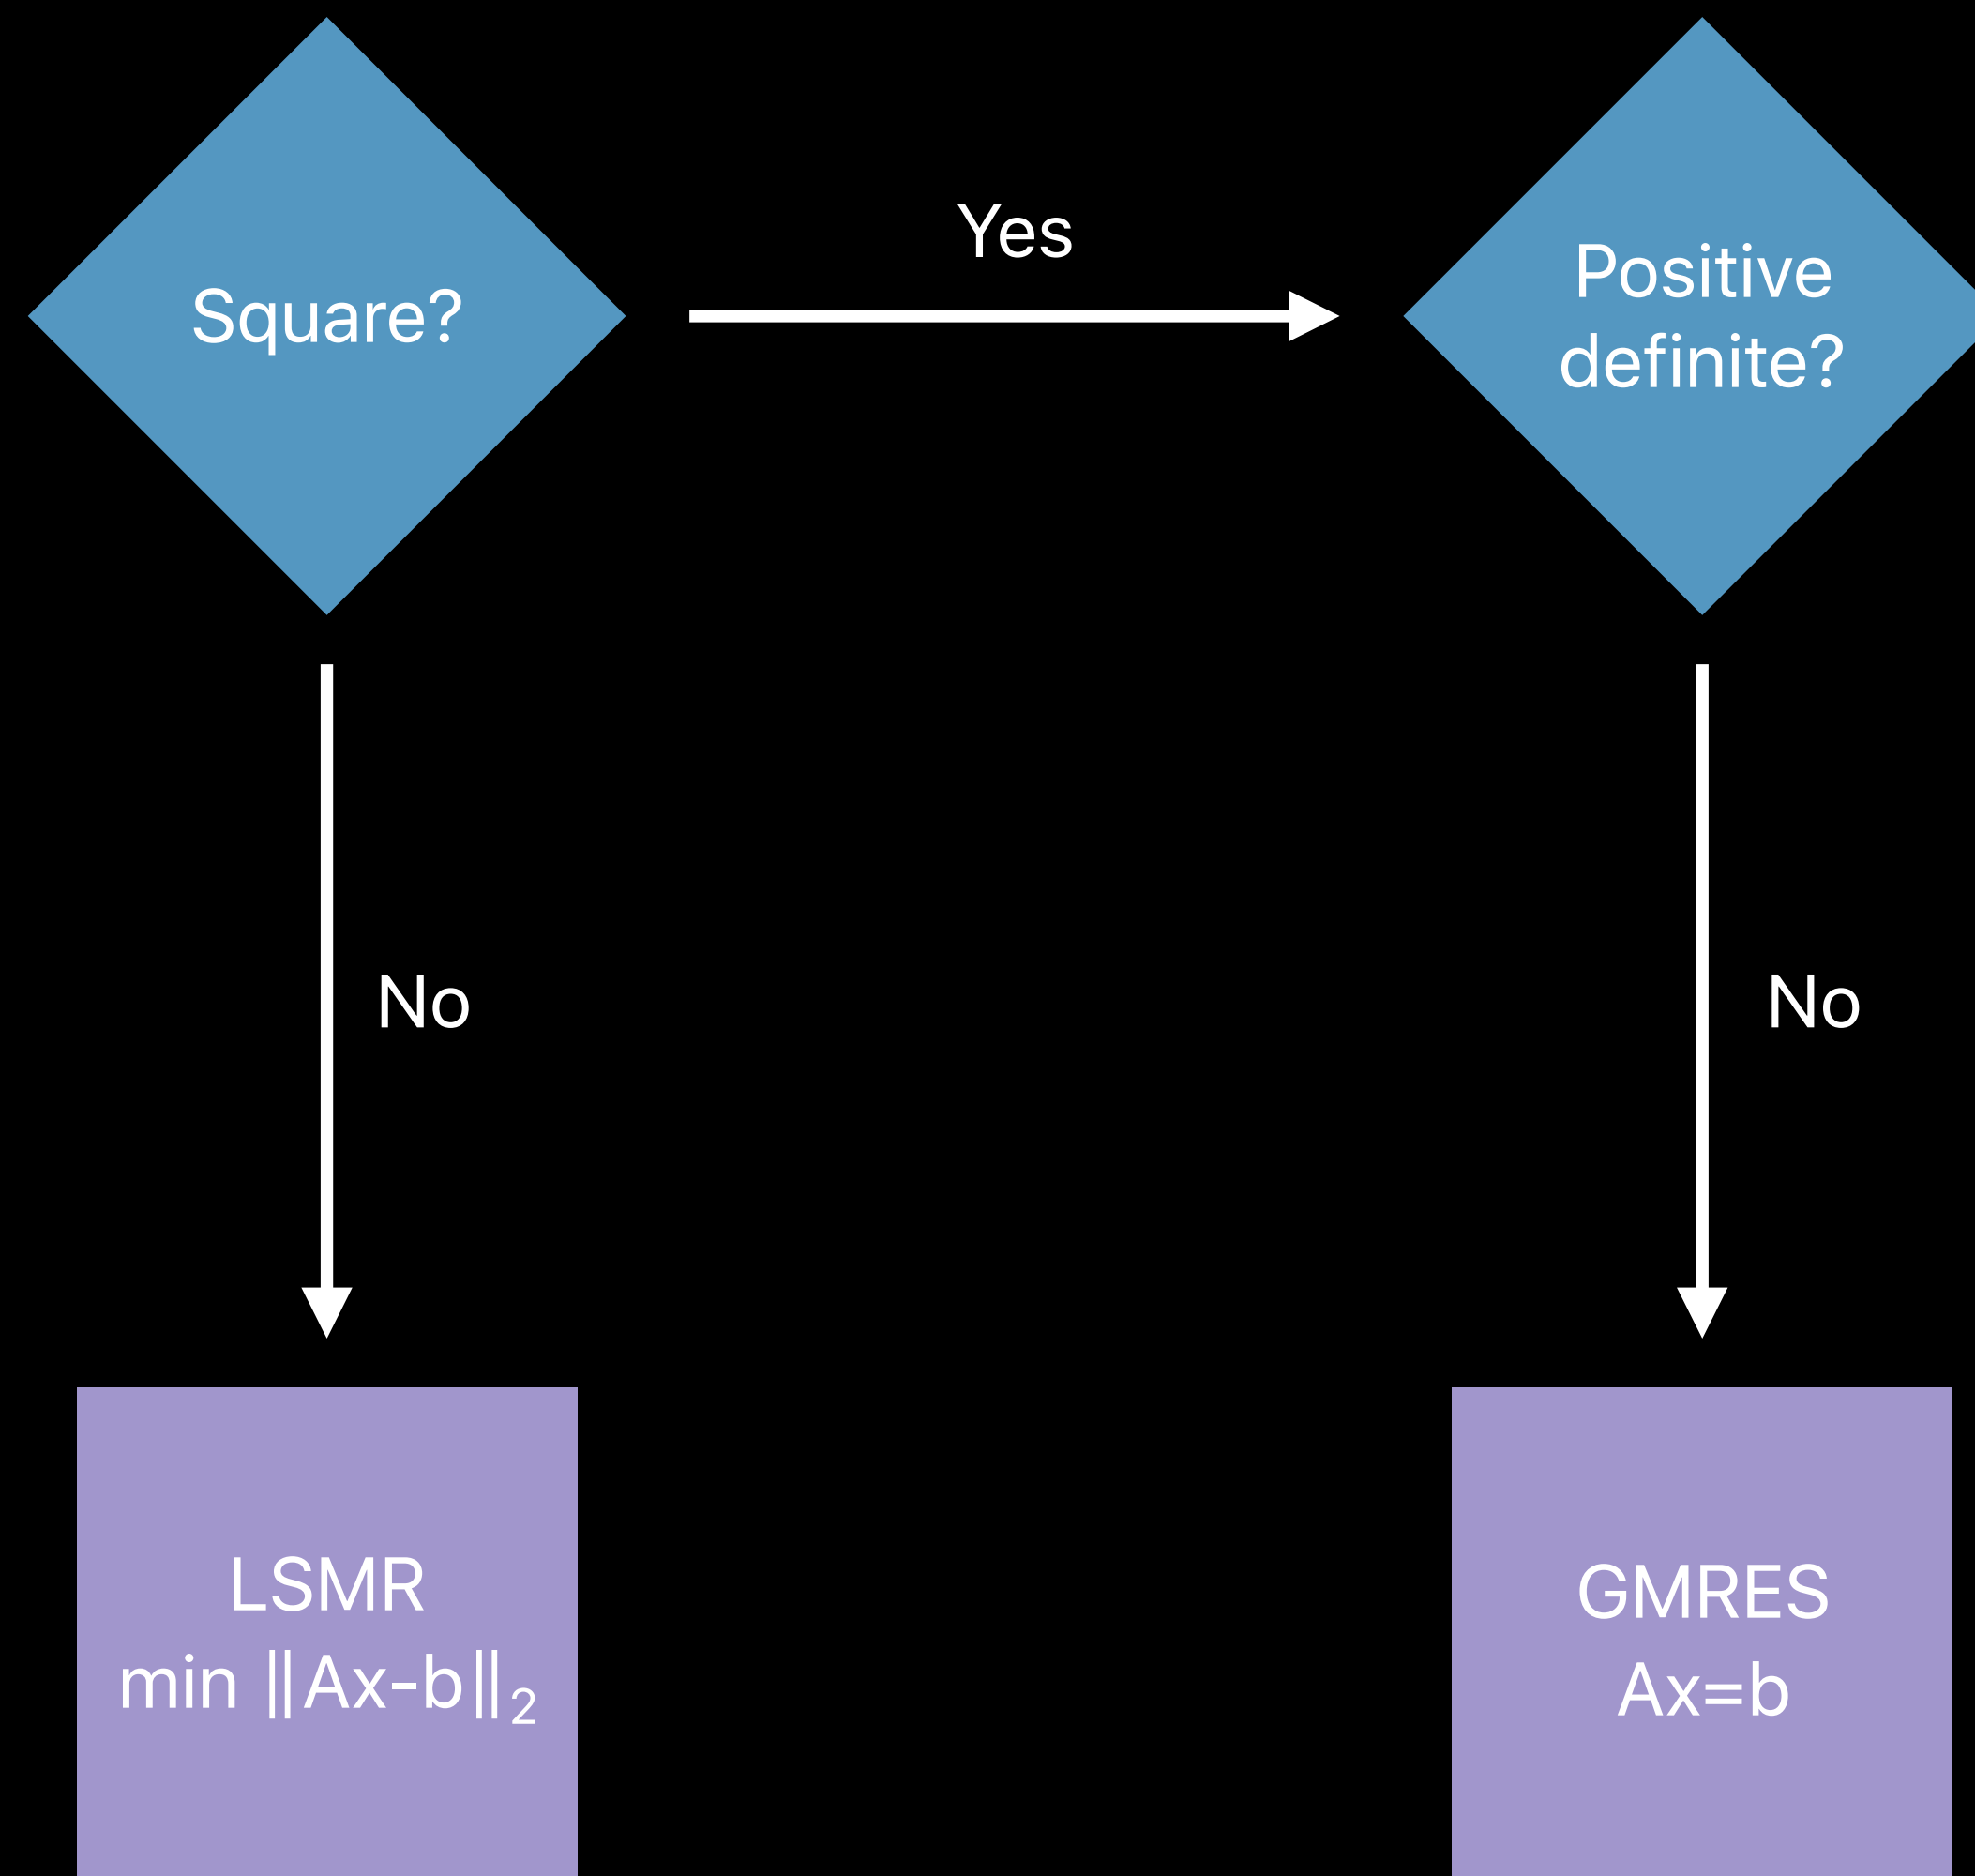 Square?
Yes
Positive
definite?
No
No
LSMR
min ||Ax-b||₂
GMRES
Ax=b